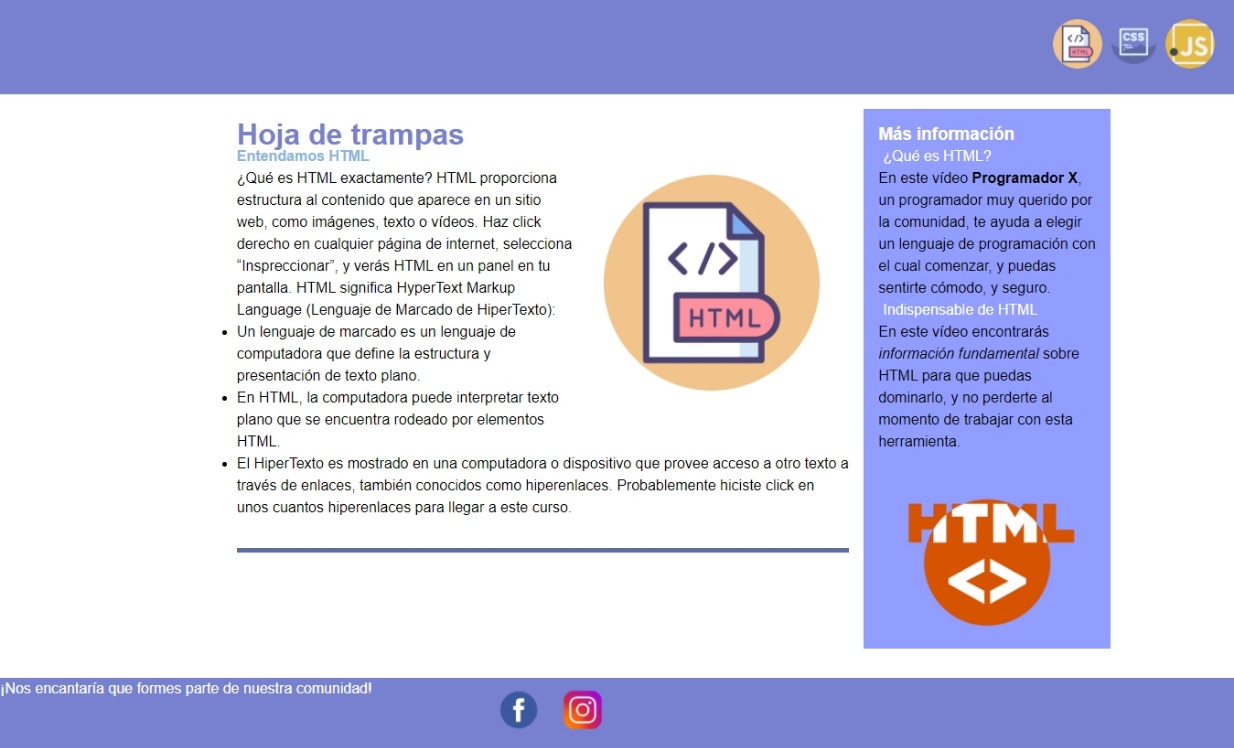 </>
HTML
CSS
.JS
Hoja de trampas
Entendamos HTML
¿Qué es HTML exactamente? HTML proporciona
estructura al contenido que aparece en un sitio
web, como imágenes, texto o vídeos. Haz click
derecho en cualquier página de internet, selecciona
“Inspreccionar”, y verás HTML en un panel en tu
pantalla. HTML significa HyperText Markup
Language (Lenguaje de Marcado de HiperTexto):
• Un lenguaje de marcado es un lenguaje de
computadora que define la estructura y
presentación de texto plano.
• En HTML, la computadora puede interpretar texto
plano que se encuentra rodeado por elementos
HTML.
• El HiperTexto es mostrado en una computadora o dispositivo que provee acceso a otro texto a
través de enlaces, también conocidos como hiperenlaces. Probablemente hiciste click en
unos cuantos hiperenlaces para llegar a este curso.
</>
HTML
Más información
¿Qué es HTML?
En este vídeo Programador X,
un programador muy querido por
la comunidad, te ayuda a elegir
un lenguaje de programación con
el cual comenzar, y puedas
sentirte cómodo, y seguro.
Indispensable de HTML
En este vídeo encontrarás
información fundamental sobre
HTML para que puedas
dominarlo, y no perderte al
momento de trabajar con esta
herramienta.
HTML
<>
¡Nos encantaría que formes parte de nuestra comunidad!
f